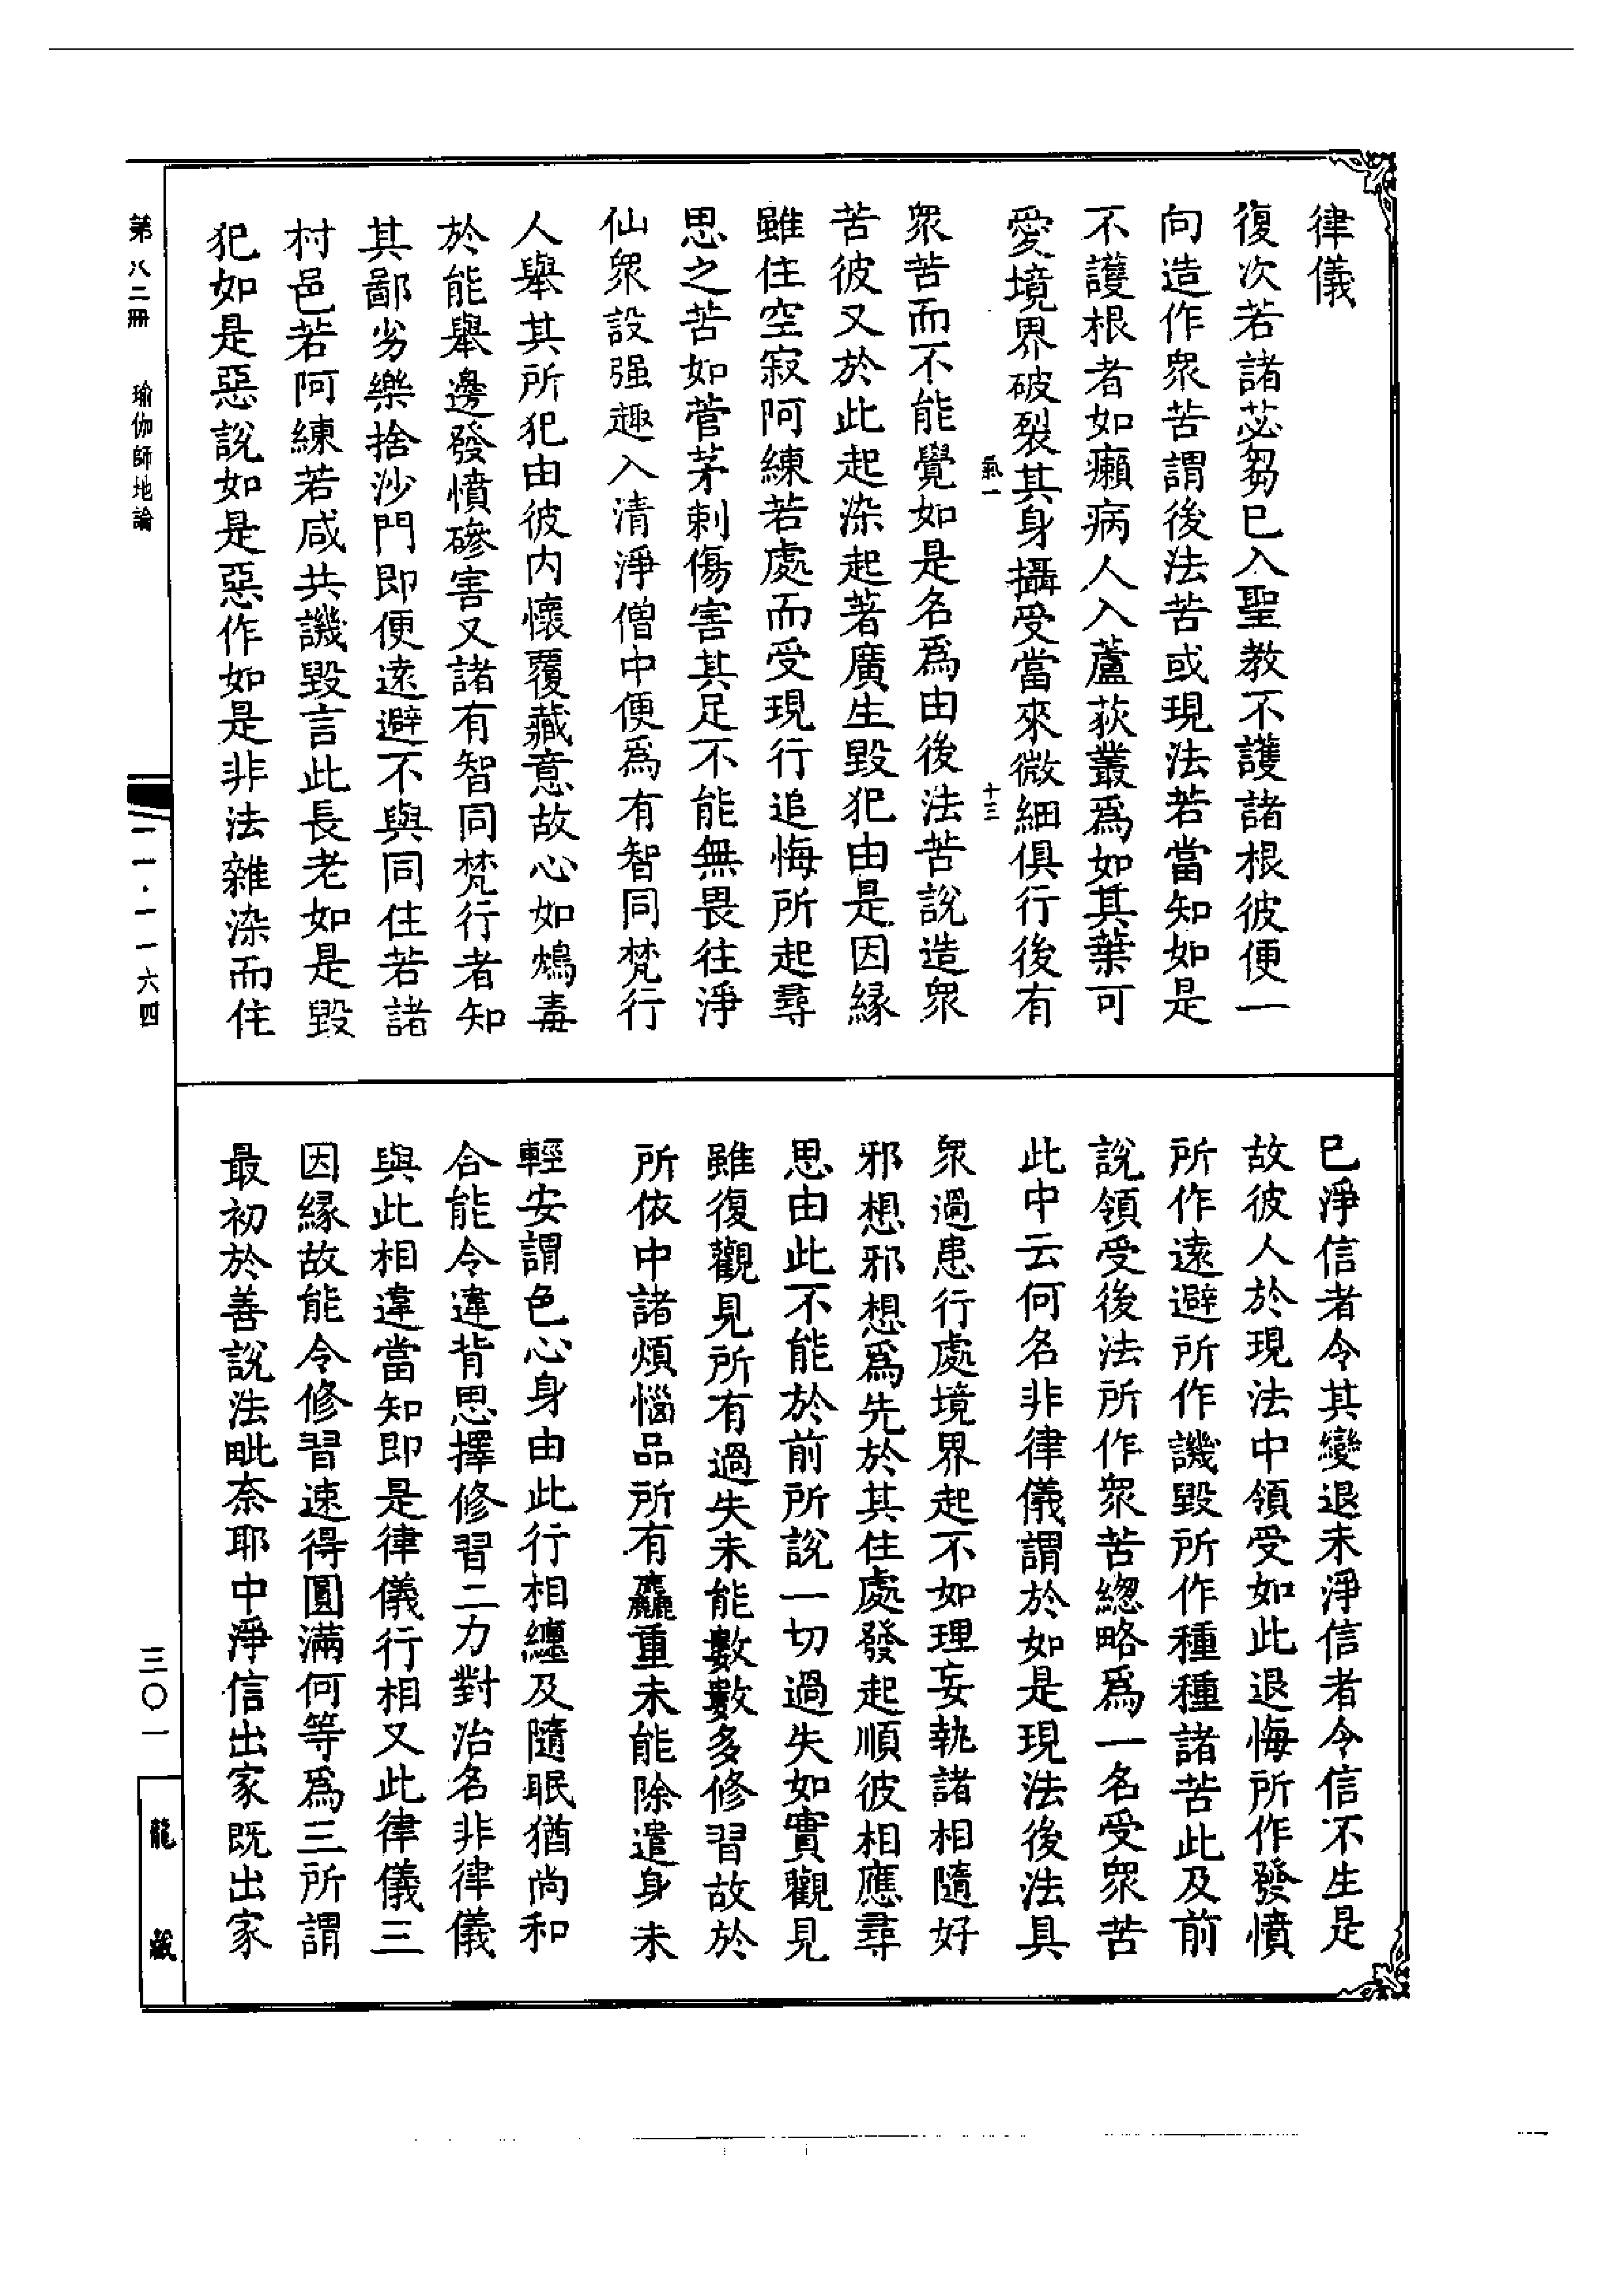 律儀
復次若諸苾芻已入聖教不護諸根彼便一
向造作衆苦謂後法苦或現法若當知如是
不護根者如癩病人入蘆荻叢爲如其葉可
愛境界破裂其身攝受當來微細俱行後有
氣一
十三
衆苦而不能覺如是名爲由後法苦說造衆
苦彼又於此起染起著廣生毀犯由是因縁
雖住空寂阿練若處而受現行追悔所起尋
思之苦如菅茅刺傷害其足不能無畏往淨
仙衆設强趣入清淨僧中便爲有智同梵行
人舉其所犯由彼内懷覆藏意故心如鴆毒
於能舉邊發憤磣害又諸有智同梵行者知
其鄙劣樂捨沙門即便遠避不與同住若諸
村邑若阿練若咸共譏毀言此長老如是毀
犯如是惡說如是惡作如是非法雜染而住
已淨信者令其變退未淨信者令信不生是
故彼人於現法中領受如此退悔所作發憤
所作遠避所作譏毀所作種種諸苦此及前
說領受後法所作衆苦緫略爲一名受衆苦
此中云何名非律儀謂於如是現法後法具
衆過患行處境界起不如理妄執諸相隨好
邪想邪想爲先於其住處發起順彼相應尋
思由此不能於前所説一切過失如實觀見
雖復觀見所有過失未能數數多修習故於
所依中諸煩惱品所有麤重未能除遣身未
輕安謂色心身由此行相纏及隨眠猶尚和
合能令違背思擇修習二力對治名非律儀
與此相違當知即是律儀行相又此律儀三
因縁故能令修習速得圓滿何等爲三所謂
最初於善說法毗奈耶中淨信出家既出家
第八二冊
瑜伽師地論
一一·一一六四
三〇一
龍藏